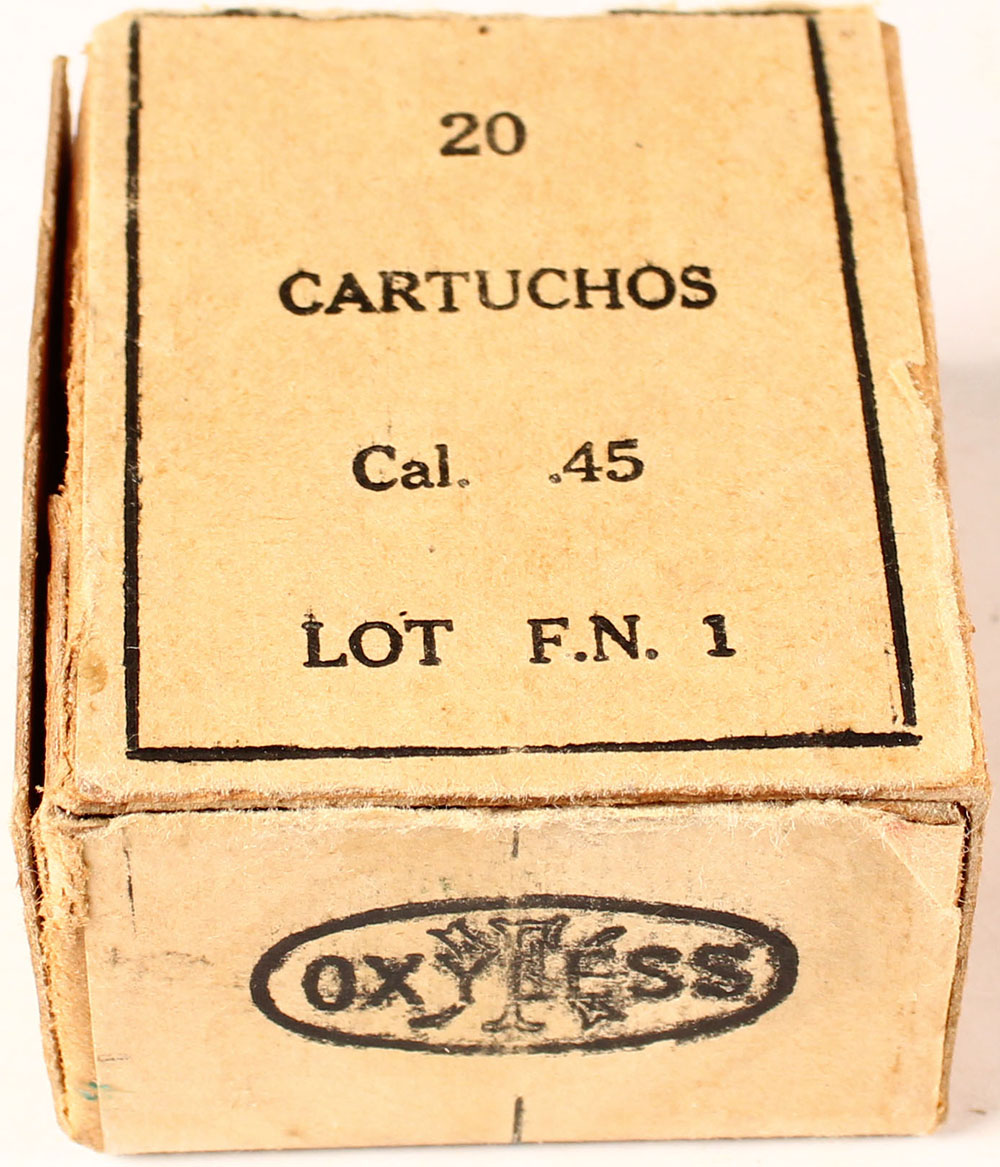 20
CARTUCHOS
Cal. .45
LOT F.N. 1
OXYTESS